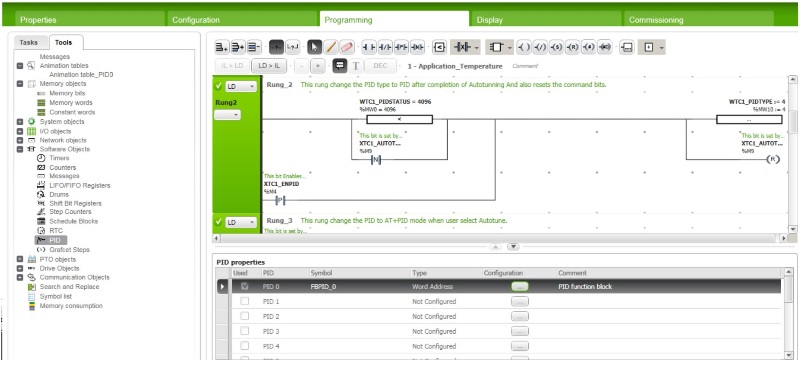 Properties
Configuration
Programming
Display
Commissioning
Tasks
Tools
Messages
Animation tables
Animation table_PID0
Memory objects
Memory bits
Memory words
Constant words
System objects
I/O objects
Network objects
Software Objects
Timers
Counters
Messages
LIFO/FIFO Registers
Drums
Shift Bit Registers
Step Counters
Schedule Blocks
RTC
PID
Grafcet Steps
PTO objects
Drive Objects
Communication Objects
Search and Replace
Symbol list
Memory consumption
IL > LD
LD > IL
-
+
T
DEC
1 - Application_Temperature
Comment
LD
Rung_2
This rung change the PID type to PID after completion of Autotunning And also resets the command bits.
Rung2
WTC1_PIDSTATUS = 4096
%MW0 = 4096
<
WTC1_PIDTYPE := 4
%MW10 := 4
...
This bit is set by...
XTC1_AUTOT...
%M9
N
This bit is set by...
XTC1_AUTOT...
%M9
R
This bit Enables...
XTC1_ENPID
%M4
P
LD
Rung_3
This rung change the PID to AT+PID mode when user select Autotune.
This bit is set by...
PID properties
Used PID Symbol Type Configuration Comment
PID 0 FBPID_0 Word Address ... PID function block
PID 1 Not Configured ...
PID 2 Not Configured ...
PID 3 Not Configured ...
PID 4 Not Configured ...